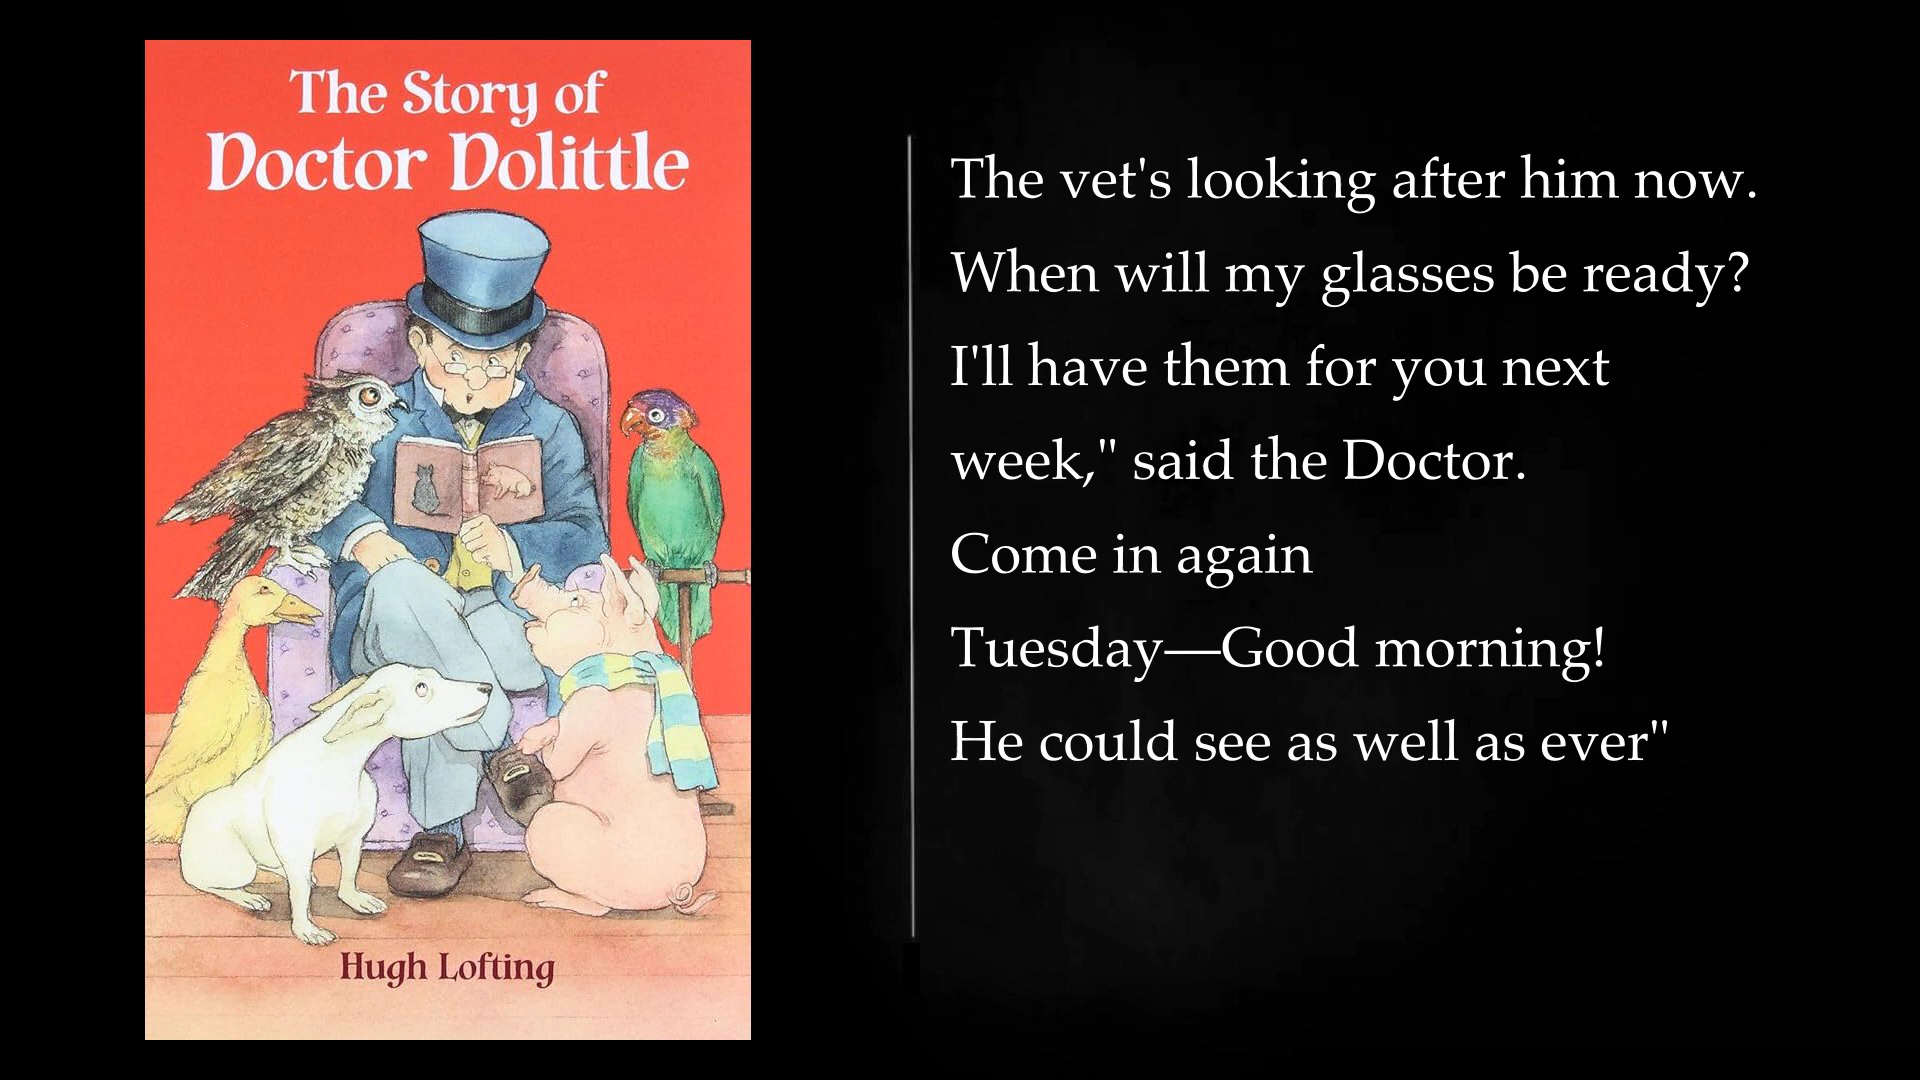 The Story of
Doctor Dolittle
Hugh Lofting
The vet's looking after him now.
When will my glasses be ready?
I'll have them for you next
week," said the Doctor.
Come in again
Tuesday—Good morning!
He could see as well as ever"